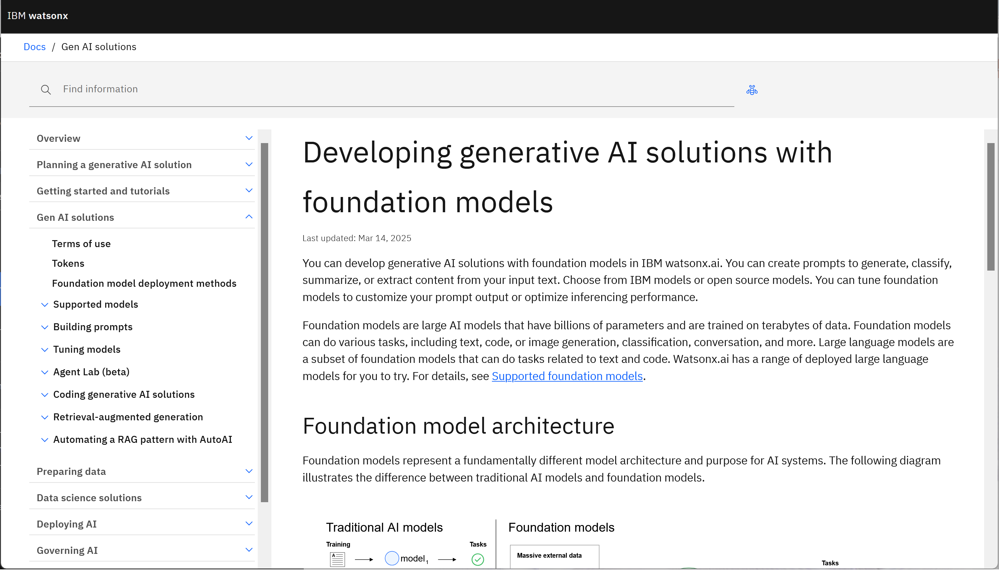 IBM watsonx
Docs / Gen AI solutions
Find information
Overview
Planning a generative AI solution
Getting started and tutorials
Gen AI solutions
Terms of use
Tokens
Foundation model deployment methods
Supported models
Building prompts
Tuning models
Agent Lab (beta)
Coding generative AI solutions
Retrieval-augmented generation
Automating a RAG pattern with AutoAI
Preparing data
Data science solutions
Deploying AI
Governing AI
Developing generative AI solutions with
foundation models
Last updated: Mar 14, 2025
You can develop generative AI solutions with foundation models in IBM watsonx.ai. You can create prompts to generate, classify,
summarize, or extract content from your input text. Choose from IBM models or open source models. You can tune foundation
models to customize your prompt output or optimize inferencing performance.
Foundation models are large AI models that have billions of parameters and are trained on terabytes of data. Foundation models
can do various tasks, including text, code, or image generation, classification, conversation, and more. Large language models are
a subset of foundation models that can do tasks related to text and code. Watsonx.ai has a range of deployed large language
models for you to try. For details, see Supported foundation models.
Foundation model architecture
Foundation models represent a fundamentally different model architecture and purpose for AI systems. The following diagram
illustrates the difference between traditional AI models and foundation models.
Traditional AI models
Training
Tasks
A
model1
Foundation models
Massive external data
Tasks